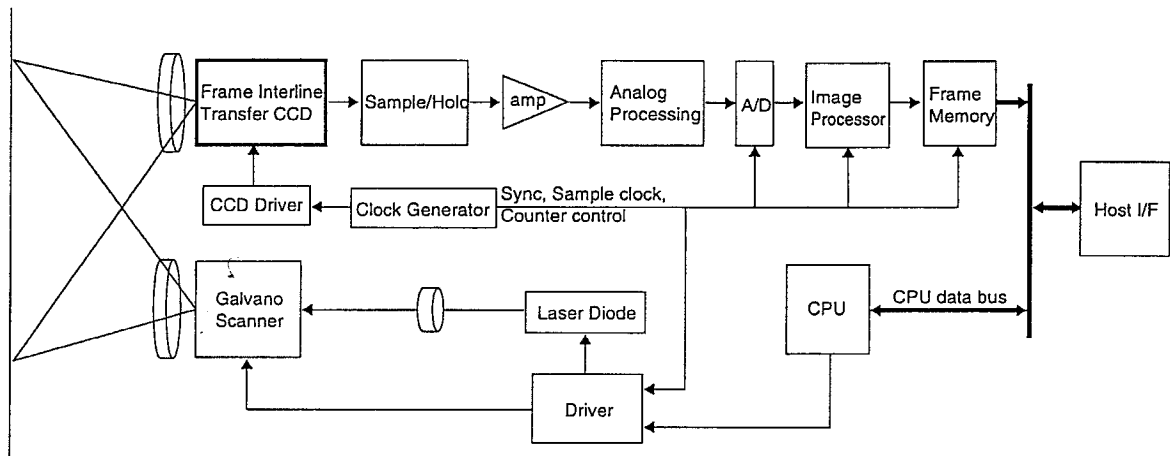 Frame Interline
Transfer CCD
Sample/Hold
amp
Analog
Processing
A/D
Image
Processor
Frame
Memory
CCD Driver
Clock Generator
Sync, Sample clock,
Counter control
Host I/F
Galvano
Scanner
Laser Diode
CPU
CPU data bus
Driver